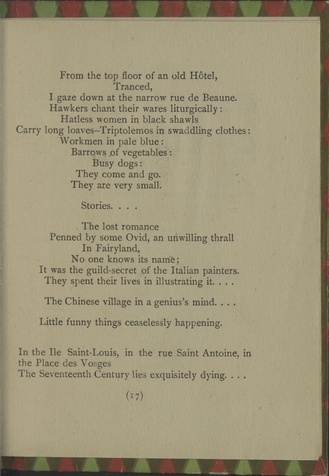 From the top floor of an old Hôtel,
Tranced,
I gaze down at the narrow rue de Beaune.
Hawkers chant their wares liturgically:
Hatless women in black shawls
Carry long loaves—Triptolemos in swaddling clothes:
Workmen in pale blue:
Barrows of vegetables:
Busy dogs:
They come and go.
They are very small.
Stories. . . .
The lost romance
Penned by some Ovid, an unwilling thrall
In Fairyland,
No one knows its name;
It was the guild-secret of the Italian painters.
They spent their lives in illustrating it. . . .
The Chinese village in a genius's mind. . . .
Little funny things ceaselessly happening.
In the Ile Saint-Louis, in the rue Saint Antoine, in
the Place des Vosges
The Seventeenth Century lies exquisitely dying. . . .
(17)